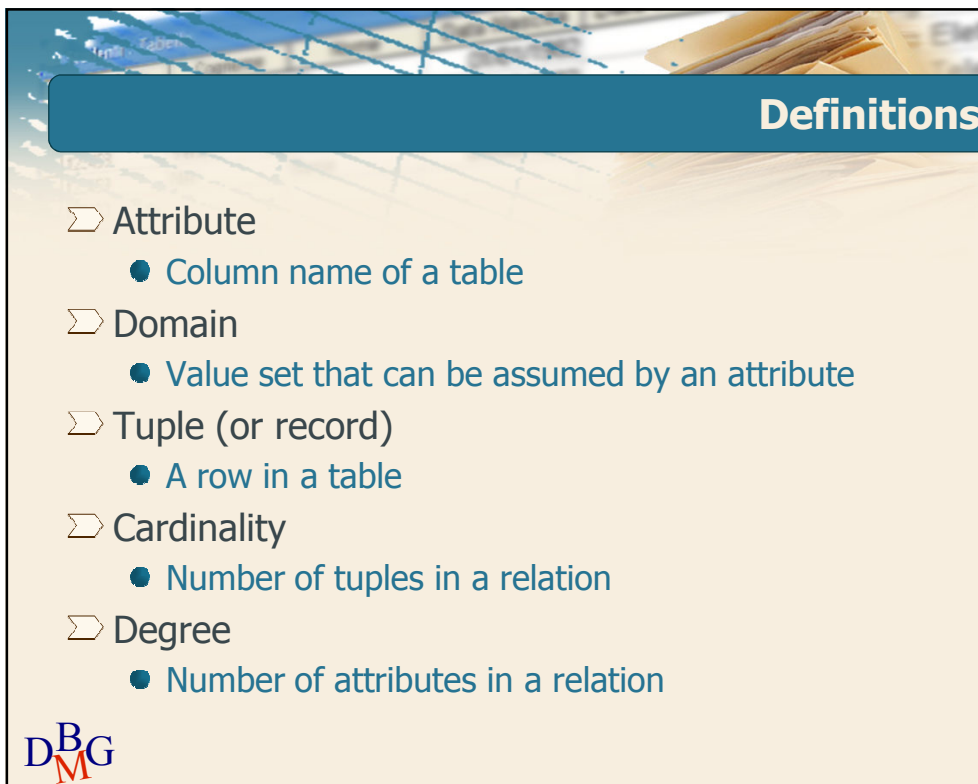 Definitions
Attribute
Column name of a table
Domain
Value set that can be assumed by an attribute
Tuple (or record)
A row in a table
Cardinality
Number of tuples in a relation
Degree
Number of attributes in a relation
DBMG